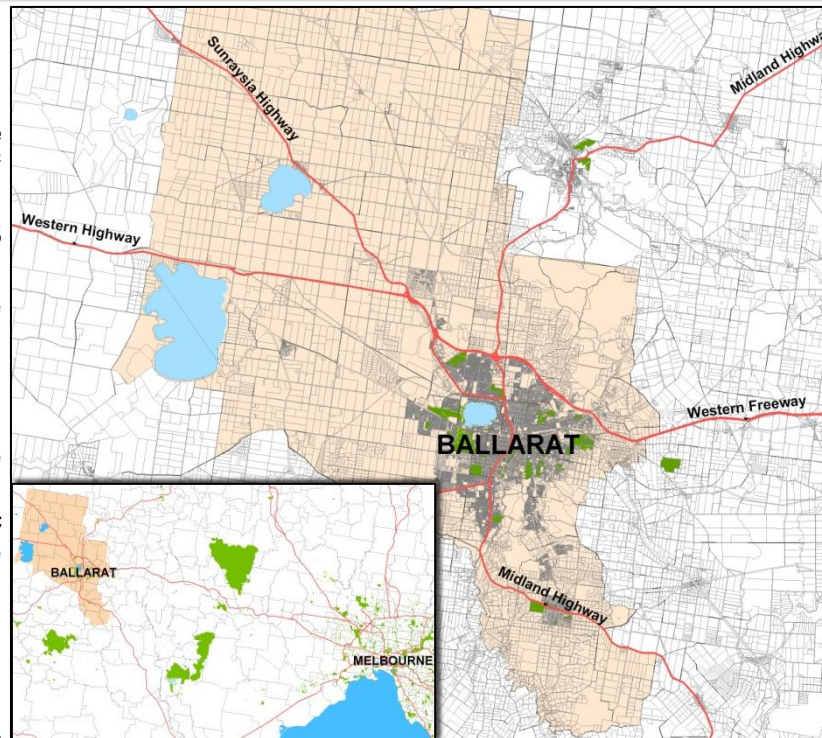 Sunraysia Highway
Midland Highway
Western Highway
Western Freeway
BALLARAT
Midland Highway
BALLARAT
MELBOURNE